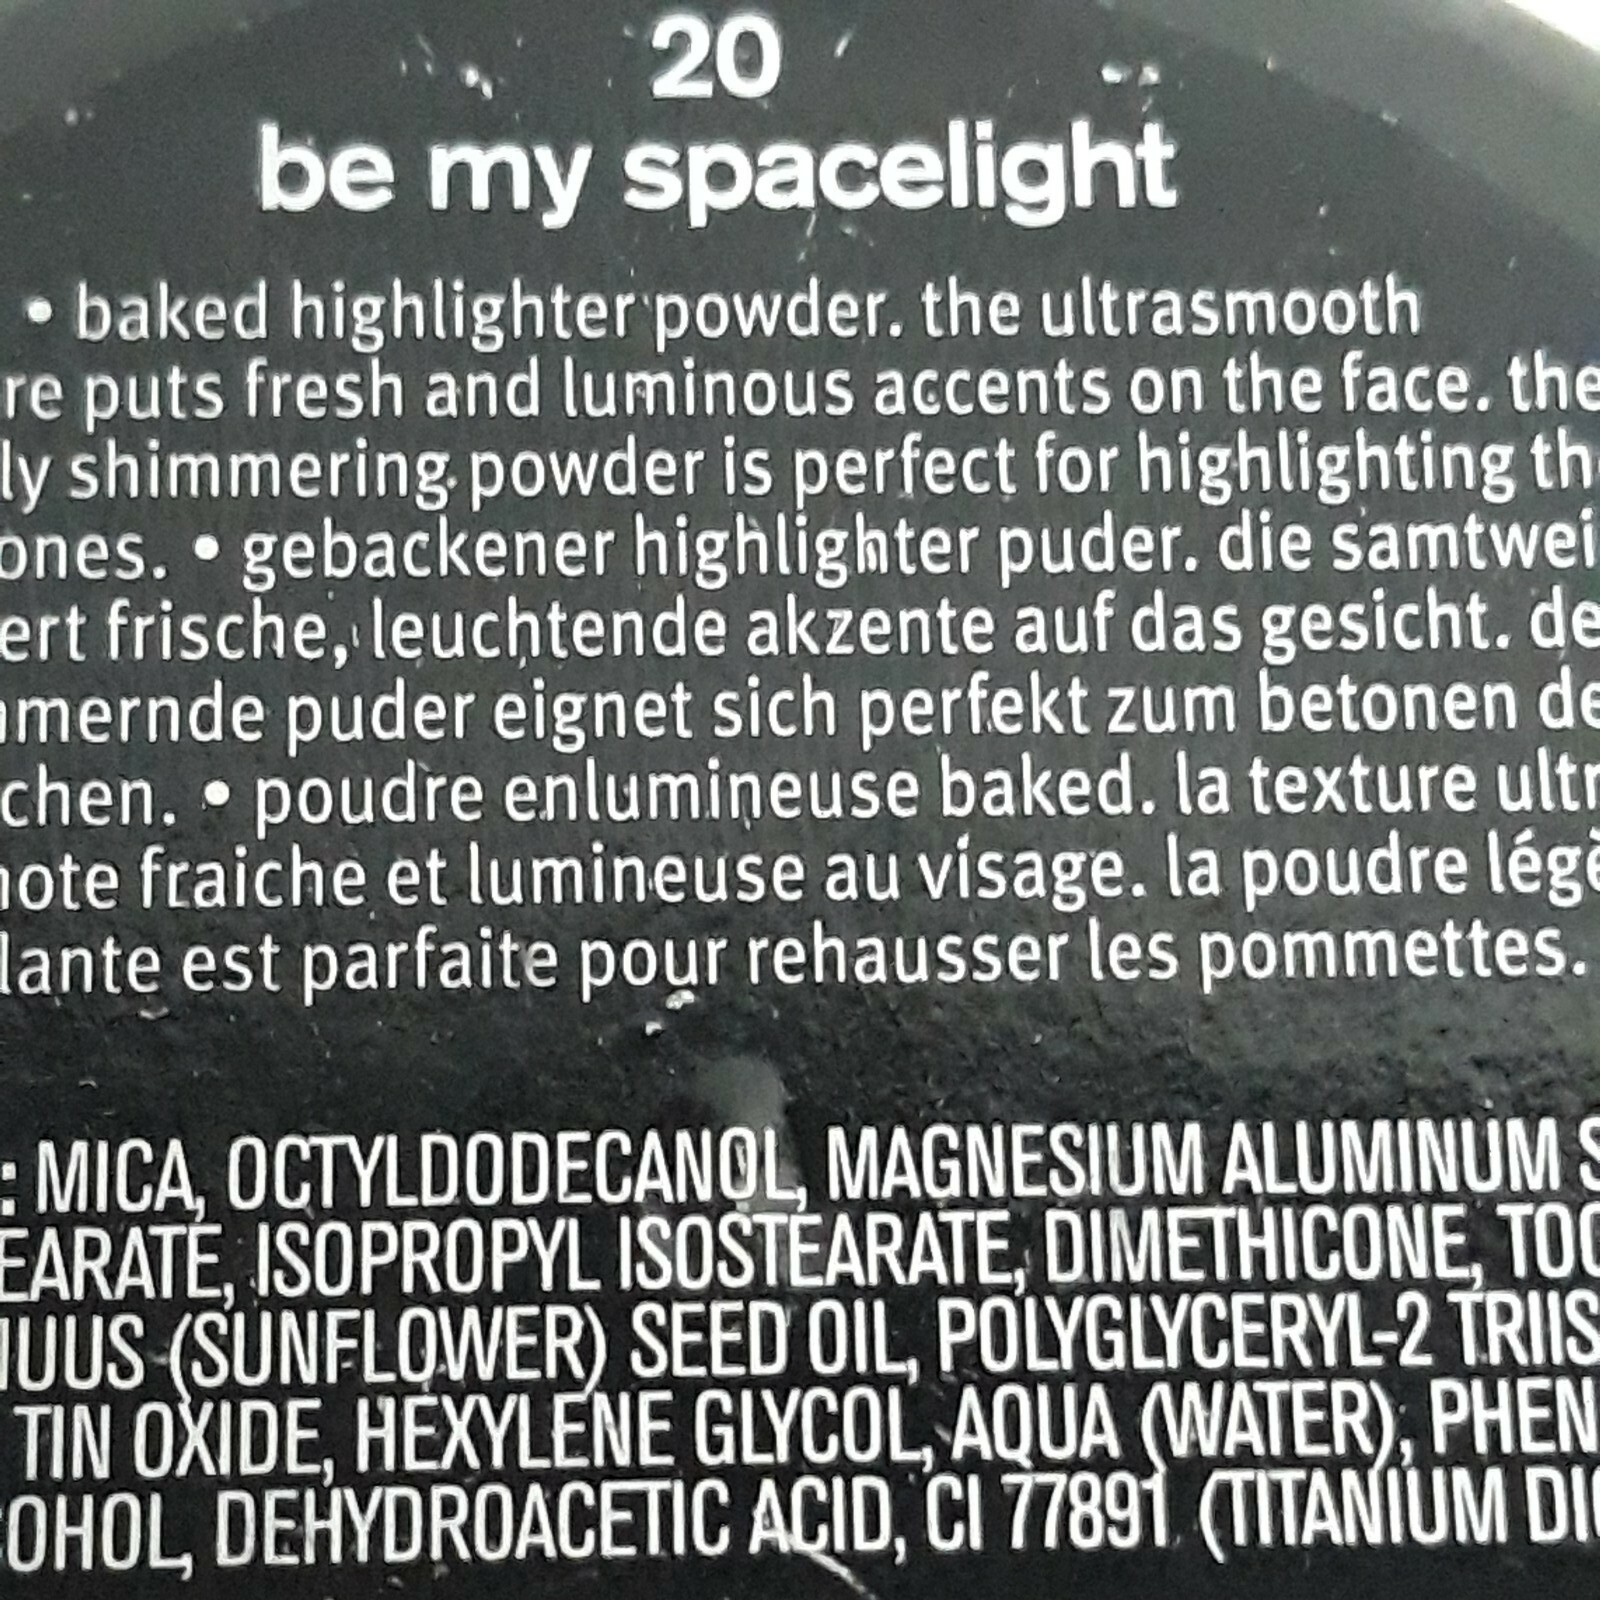 20
be my spacelight
• baked highlighter powder. the ultrasmooth
re puts fresh and luminous accents on the face. the
ly shimmering powder is perfect for highlighting th
ones. • gebackener highlighter puder. die samtwei
ert frische, leuchtende akzente auf das gesicht. de
mernde puder eignet sich perfekt zum betonen de
chen. • poudre enlumineuse baked. la texture ultr
note fraiche et lumineuse au visage. la poudre légè
lante est parfaite pour rehausser les pommettes.
: MICA, OCTYLDODECANOL, MAGNESIUM ALUMINUM S
EARATE, ISOPROPYL ISOSTEARATE, DIMETHICONE, TOC
NUUS (SUNFLOWER) SEED OIL, POLYGLYCERYL-2 TRIIS
TIN OXIDE, HEXYLENE GLYCOL, AQUA (WATER), PHEN
COHOL, DEHYDROACETIC ACID, CI 77891 (TITANIUM DIO